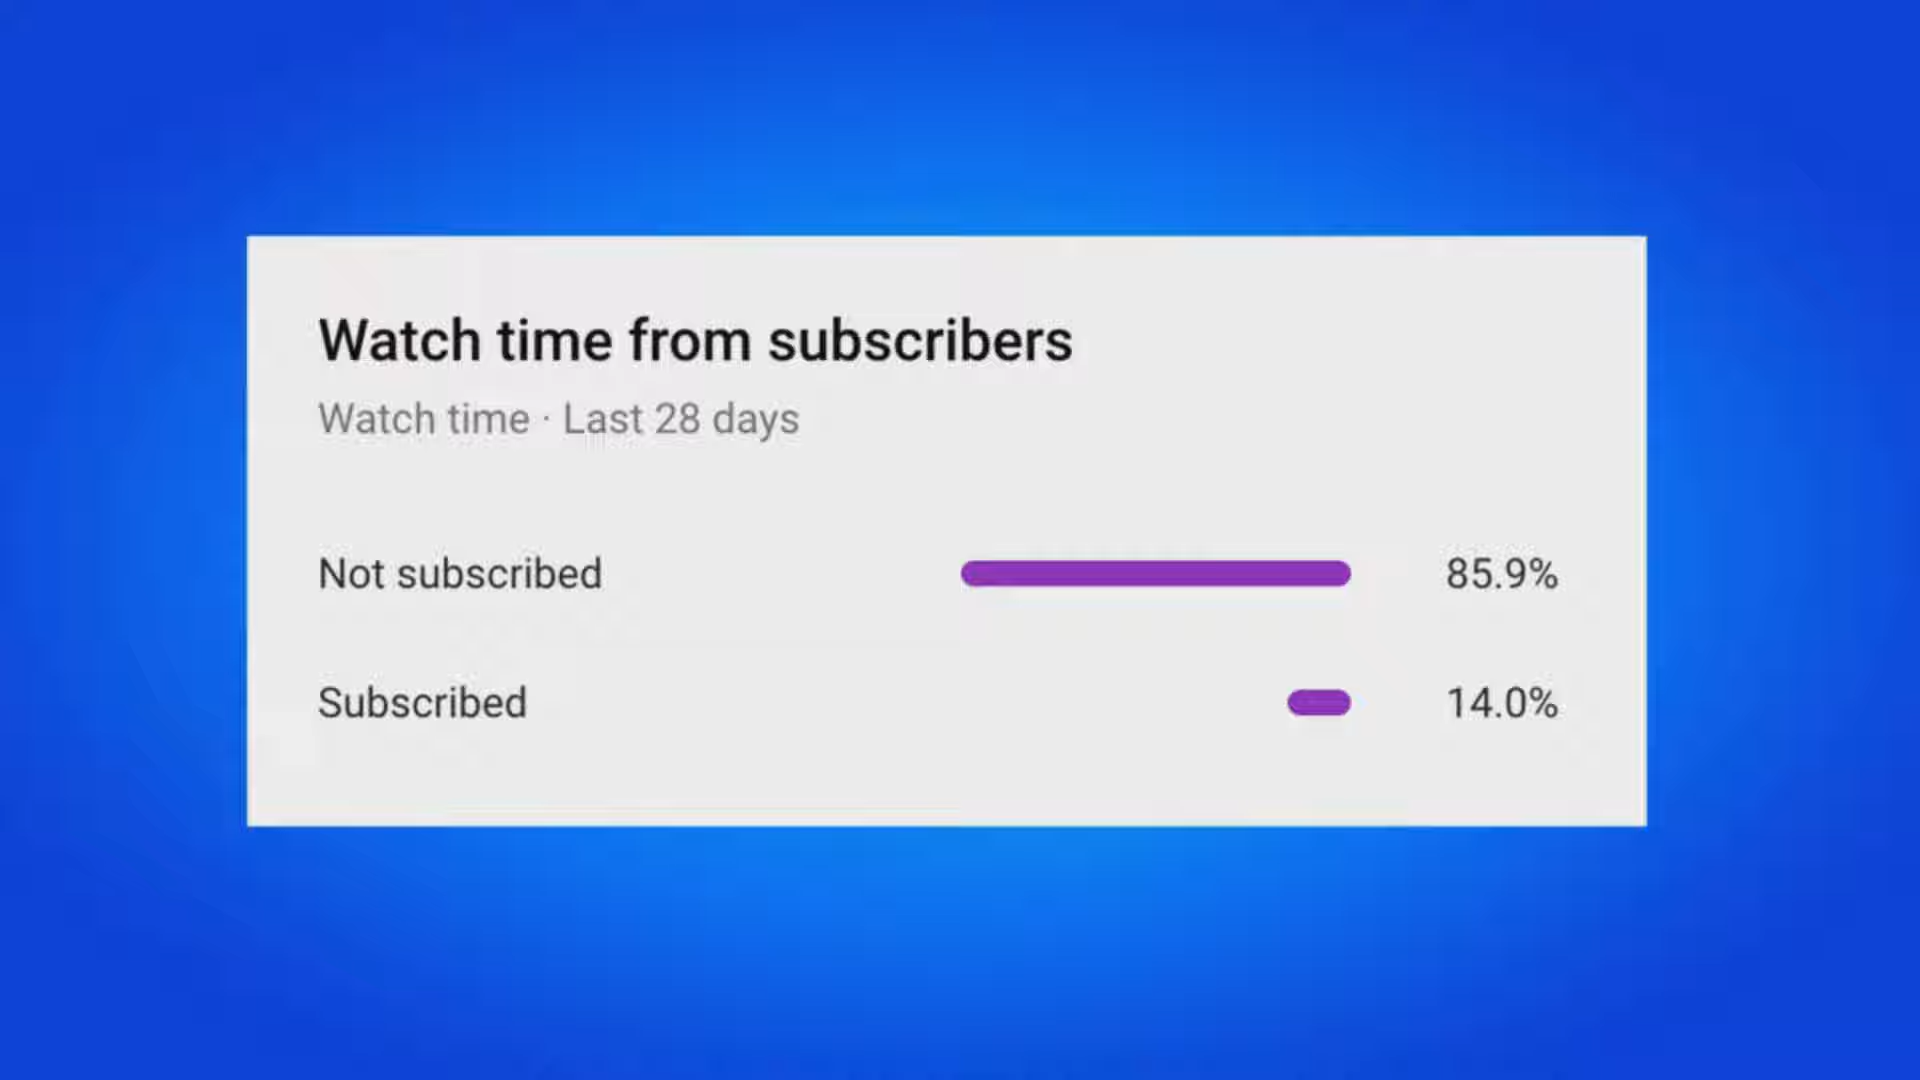 Watch time from subscribers
Watch time · Last 28 days
Not subscribed 85.9%
Subscribed 14.0%